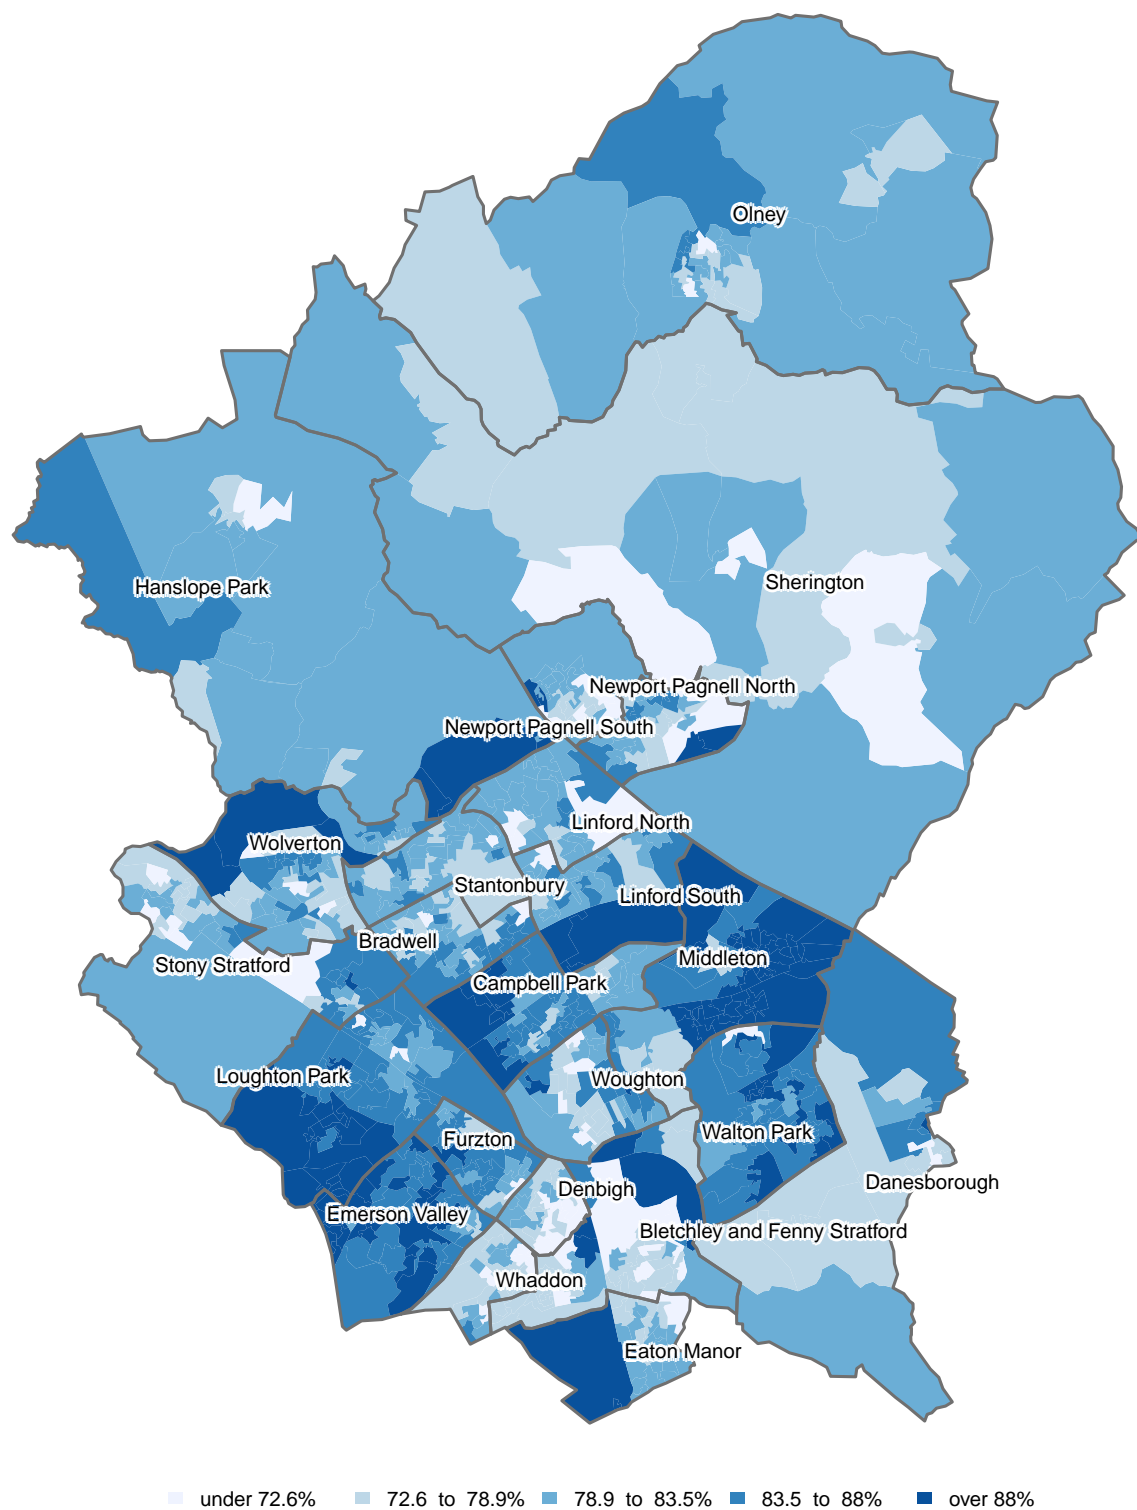 Olney
Sherington
Hanslope Park
Newport Pagnell North
Newport Pagnell South
Linford North
Wolverton
Stantonbury
Linford South
Bradwell
Middleton
Stony Stratford
Campbell Park
Loughton Park
Woughton
Walton Park
Furzton
Danesborough
Denbigh
Emerson Valley
Bletchley and Fenny Stratford
Whaddon
Eaton Manor
under 72.6% 72.6 to 78.9% 78.9 to 83.5% 83.5 to 88% over 88%